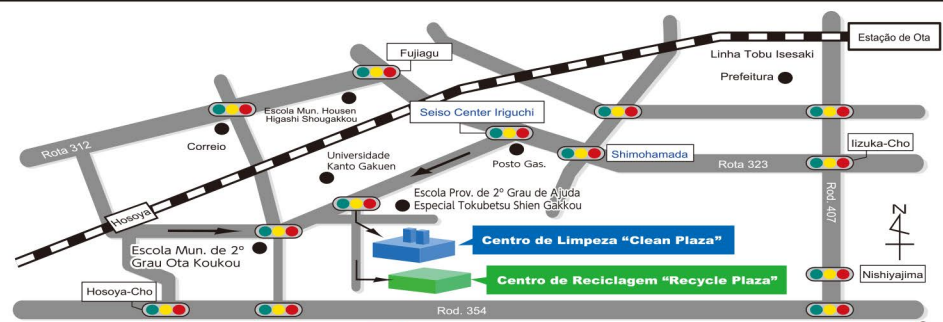 Estação de Ota
Linha Tobu Isesaki
Prefeitura
Fujiagu
Escola Mun. Housen
Higashi Shougakkou
Seiso Center Iriguchi
Correio
Rota 312
Universidade
Kanto Gakuen
Posto Gas.
Shimohamada
Rota 323
Iizuka-Cho
Escola Prov. de 2º Grau de Ajuda
Especial Tokubetsu Shien Gakkou
Rod. 407
Hosoya
Escola Mun. de 2º
Grau Ota Koukou
Centro de Limpeza “Clean Plaza”
Centro de Reciclagem “Recycle Plaza”
Nishiyajima
Hosoya-Cho
Rod. 354
N